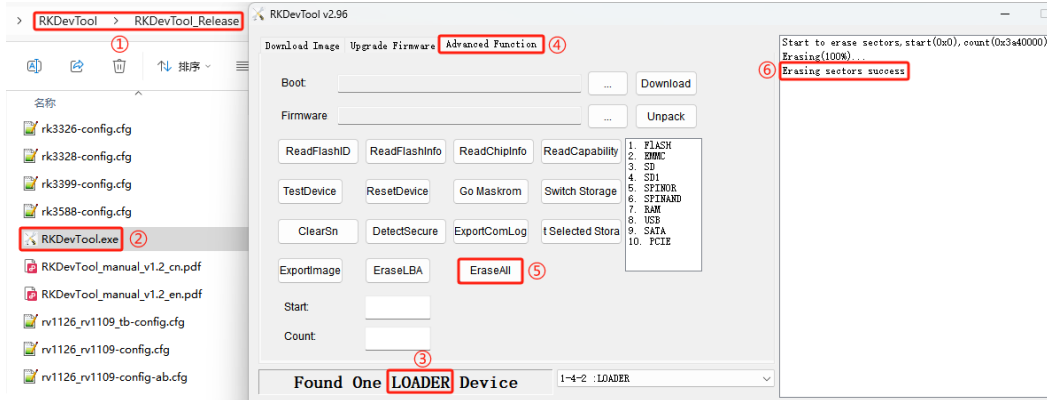 > RKDevTool > RKDevTool_Release
①
排序
名称
rk3326-config.cfg
rk3328-config.cfg
rk3399-config.cfg
rk3588-config.cfg
RKDevTool.exe ②
RKDevTool_manual_v1.2_cn.pdf
RKDevTool_manual_v1.2_en.pdf
rv1126_rv1109_tb-config.cfg
rv1126_rv1109-config.cfg
rv1126_rv1109-config-ab.cfg
RKDevTool v2.96
Download Image Upgrade Firmware Advanced Function ④
Boot: ... Download
Firmware ... Unpack
ReadFlashID ReadFlashInfo ReadChipInfo ReadCapability
TestDevice ResetDevice Go Maskrom Switch Storage
ClearSn DetectSecure ExportComLog t Selected Stora
ExportImage EraseLBA EraseAll ⑤
1. FlASH
2. EMMC
3. SD
4. SD1
5. SPINOR
6. SPINAND
7. RAM
8. USB
9. SATA
10. PCIE
Start:
Count:
③
Found One LOADER Device
1-4-2 :LOADER
Start to erase sectors,start(0x0),count(0x3a40000)
Erasing(100%)...
⑥ Erasing sectors success